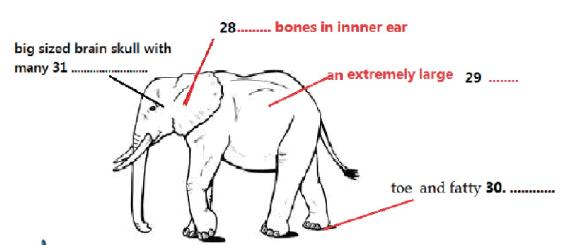 28.......... bones in innner ear
big sized brain skull with
many 31 ........................
an extremely large 29 ........
toe and fatty 30. ............